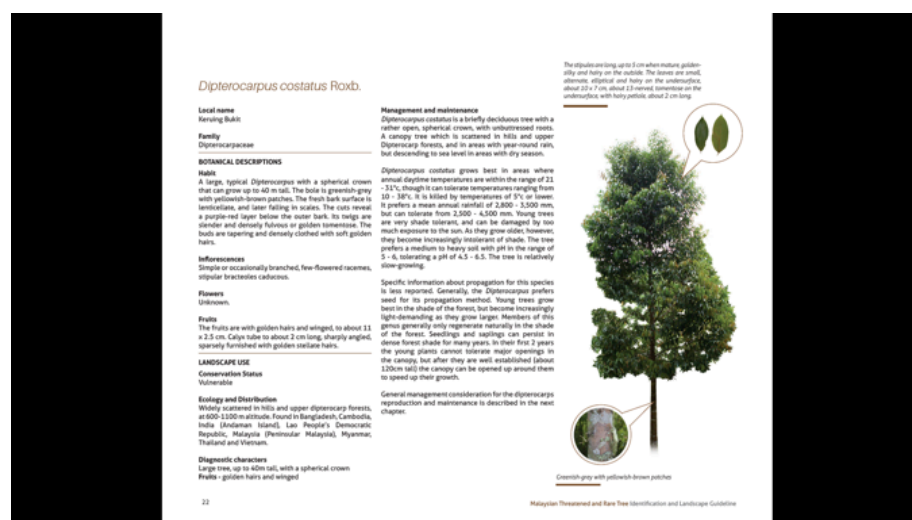 Dipterocarpus costatus Roxb.
Local name
Keruing Bukit
Family
Dipterocarpaceae
BOTANICAL DESCRIPTIONS
Habit
A large, typical Dipterocarpus with a spherical crown
that can grow up to 40 m tall. The bole is greenish-grey
with yellowish-brown patches. The fresh bark surface is
lenticellate, and later falling in scales. The cuts reveal
a purple-red layer below the outer bark. Its twigs are
slender and densely fulvous or golden tomentose. The
buds are tapering and densely clothed with soft golden
hairs.
Inflorescences
Simple or occasionally branched, few-flowered racemes,
stipular bracteoles caducous.
Flowers
Unknown.
Fruits
The fruits are with golden hairs and winged, to about 11
x 2.5 cm. Calyx tube to about 2 cm long, sharply angled,
sparsely furnished with golden stellate hairs.
LANDSCAPE USE
Conservation Status
Vulnerable
Ecology and Distribution
Widely scattered in hills and upper dipterocarp forests,
at 600-1100 m altitude. Found in Bangladesh, Cambodia,
India (Andaman Island), Lao People's Democratic
Republic, Malaysia (Peninsular Malaysia), Myanmar,
Thailand and Vietnam.
Diagnostic characters
Large tree, up to 40m tall, with a spherical crown
Fruits - golden hairs and winged
Management and maintenance
Dipterocarpus costatus is a briefly deciduous tree with a
rather open, spherical crown, with unbuttressed roots.
A canopy tree which is scattered in hills and upper
Dipterocarp forests, and in areas with year-round rain,
but descending to sea level in areas with dry season.
Dipterocarpus costatus grows best in areas where
annual daytime temperatures are within the range of 21
- 31°c, though it can tolerate temperatures ranging from
10 - 38°c. It is killed by temperatures of 5°c or lower.
It prefers a mean annual rainfall of 2,800 - 3,500 mm,
but can tolerate from 2,500 - 4,500 mm. Young trees
are very shade tolerant, and can be damaged by too
much exposure to the sun. As they grow older, however,
they become increasingly intolerant of shade. The tree
prefers a medium to heavy soil with pH in the range of
5 - 6, tolerating a pH of 4.5 - 6.5. The tree is relatively
slow-growing.
Specific information about propagation for this species
is less reported. Generally, the Dipterocarpus prefers
seed for its propagation method. Young trees grow
best in the shade of the forest, but become increasingly
light-demanding as they grow larger. Members of this
genus generally only regenerate naturally in the shade
of the forest. Seedlings and saplings can persist in
dense forest shade for many years. In their first 2 years
the young plants cannot tolerate major openings in
the canopy, but after they are well established (about
120cm tall) the canopy can be opened up around them
to speed up their growth.
General management consideration for the dipterocarps
reproduction and maintenance is described in the next
chapter.
The stipules are long, up to 5 cm when mature, golden-
silky and hairy on the outside. The leaves are small,
alternate, elliptical and hairy on the undersurface,
about 10 x 7 cm, about 15-nerved, tomentose on the
undersurface, with hairy petiole, about 2 cm long.
Greenish-grey with yellowish-brown patches
22
Malaysian Threatened and Rare Tree Identification and Landscape Guideline